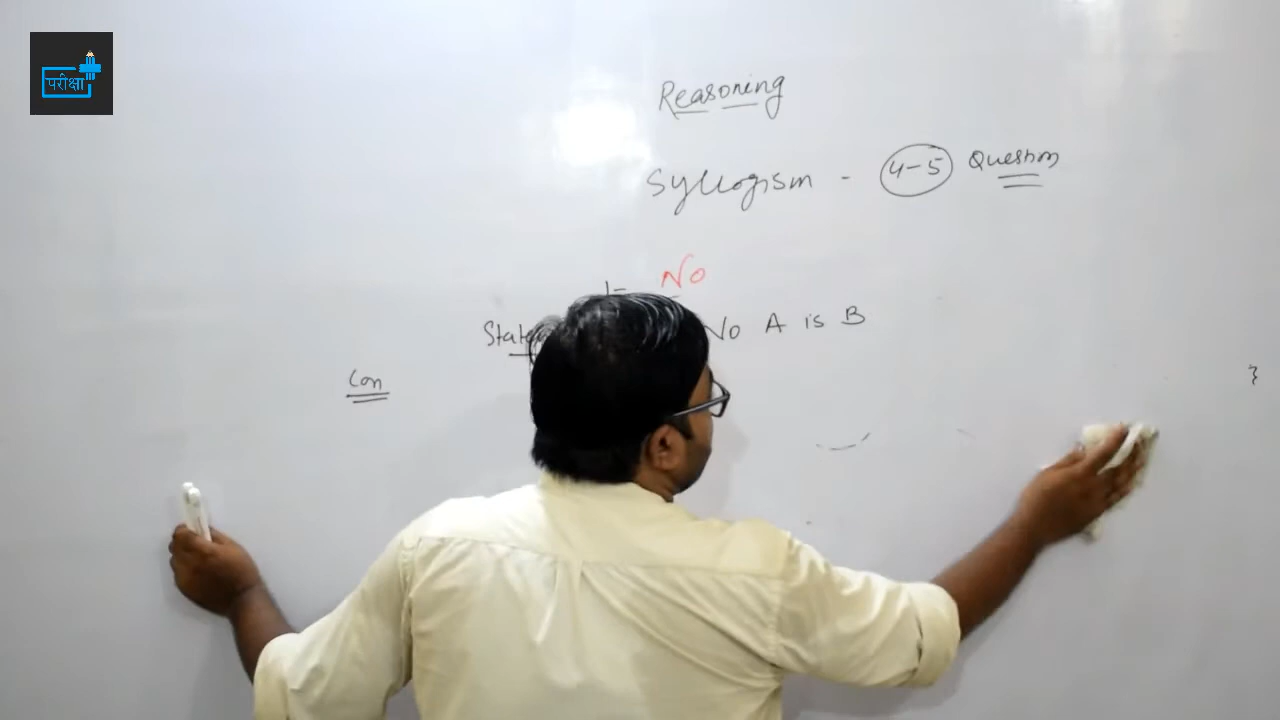 परीक्षा
Reasoning
Syllogism - 4-5 Question
No
No A is B
Con
}